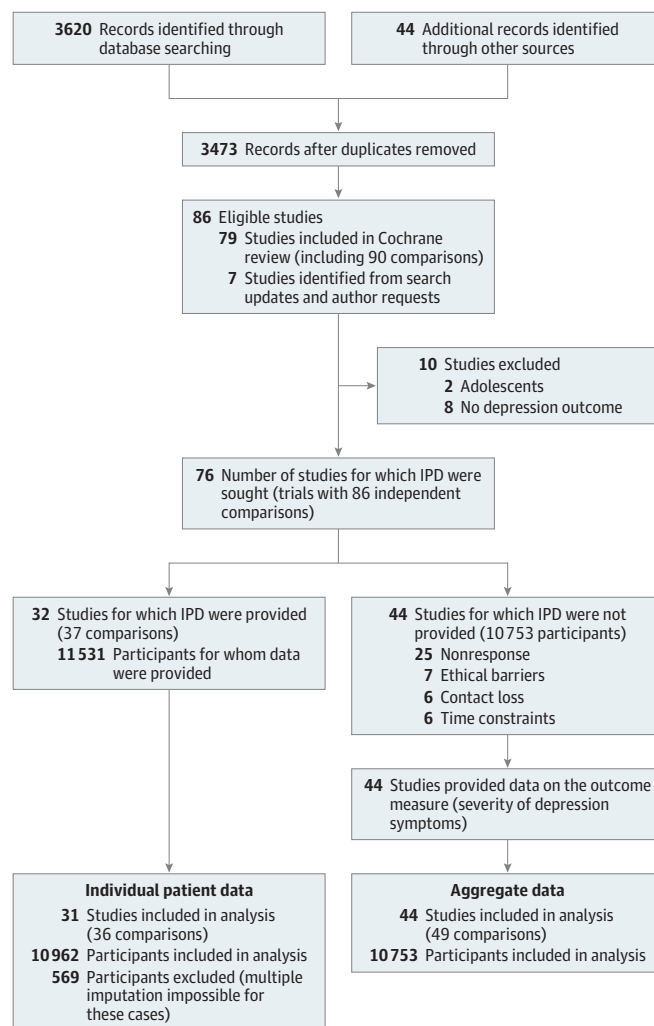 3620 Records identified through
database searching
44 Additional records identified
through other sources
3473 Records after duplicates removed
86 Eligible studies
79 Studies included in Cochrane
review (including 90 comparisons)
7 Studies identified from search
updates and author requests
10 Studies excluded
2 Adolescents
8 No depression outcome
76 Number of studies for which IPD were
sought (trials with 86 independent
comparisons)
32 Studies for which IPD were provided
(37 comparisons)
11531 Participants for whom data
were provided
44 Studies for which IPD were not
provided (10753 participants)
25 Nonresponse
7 Ethical barriers
6 Contact loss
6 Time constraints
44 Studies provided data on the outcome
measure (severity of depression
symptoms)
Individual patient data
31 Studies included in analysis
(36 comparisons)
10962 Participants included in analysis
569 Participants excluded (multiple
imputation impossible for
these cases)
Aggregate data
44 Studies included in analysis
(49 comparisons)
10753 Participants included in analysis